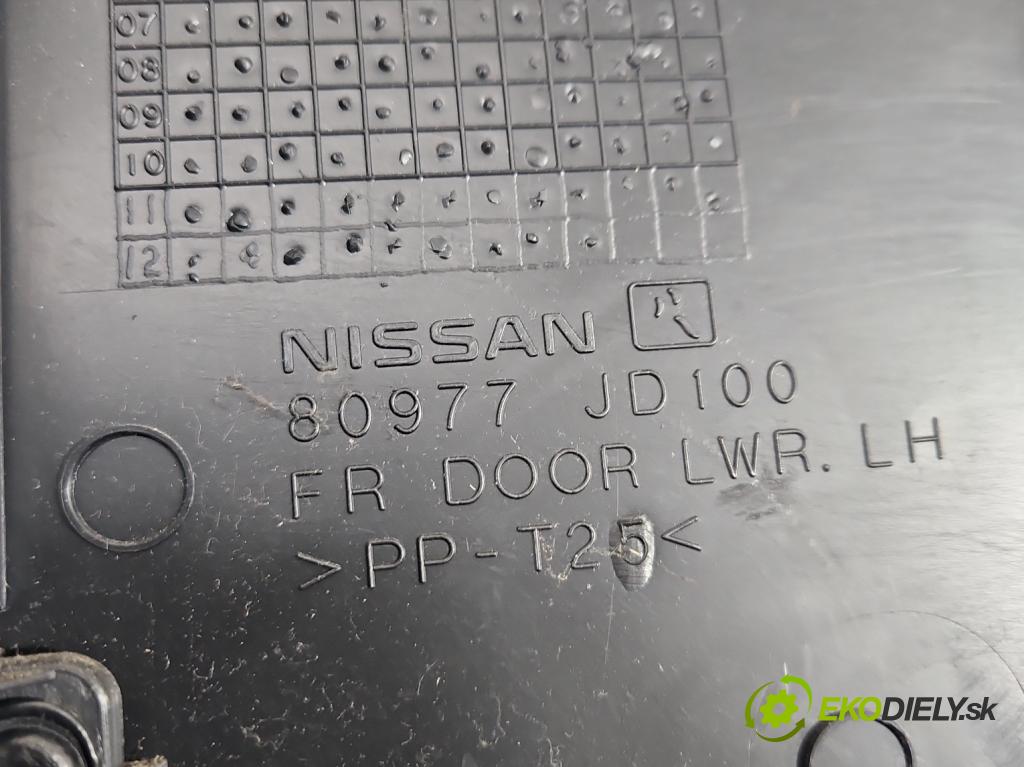 07
08
09
10
11
12
NISSAN
80977 JD100
FR DOOR LWR. LH
>PP-T25<
EKODIELY.sk